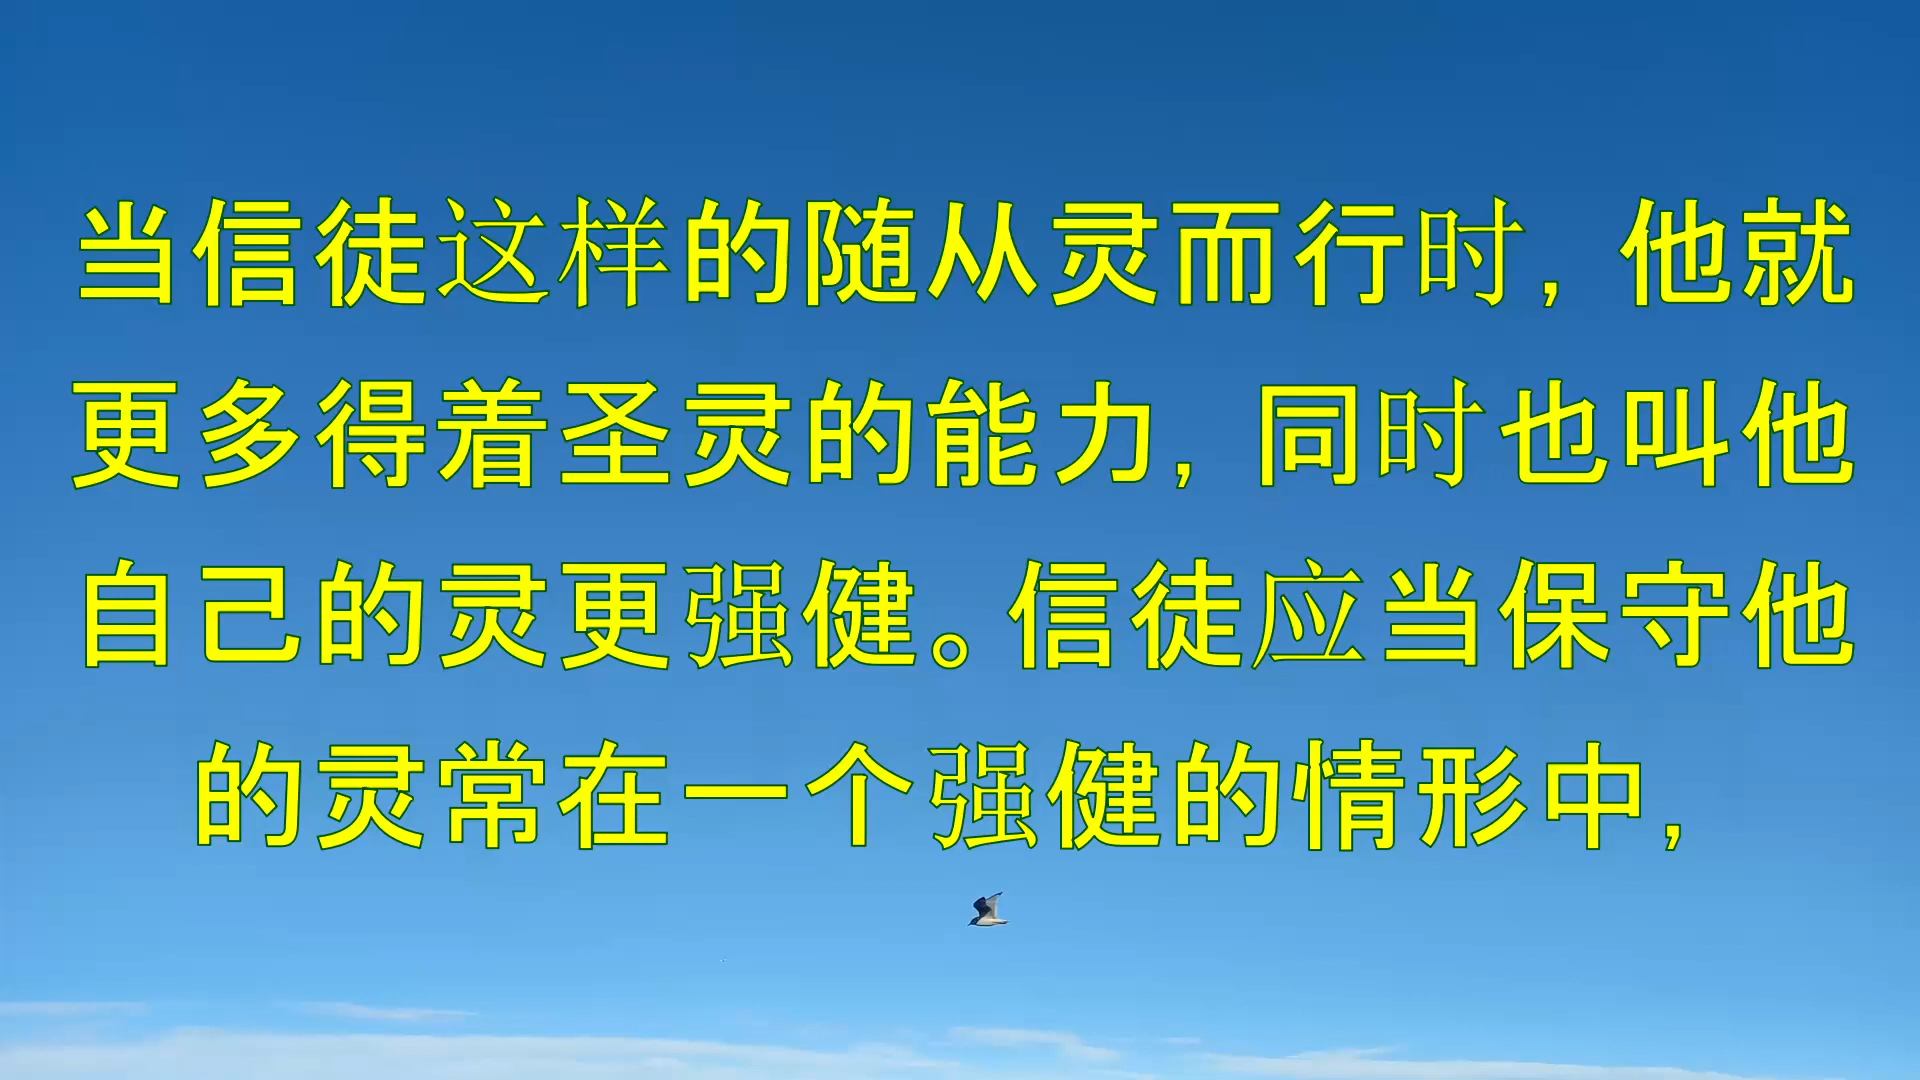 当信徒这样的随从灵而行时，他就
更多得着圣灵的能力，同时也叫他
自己的灵更强健。信徒应当保守他
的灵常在一个强健的情形中，